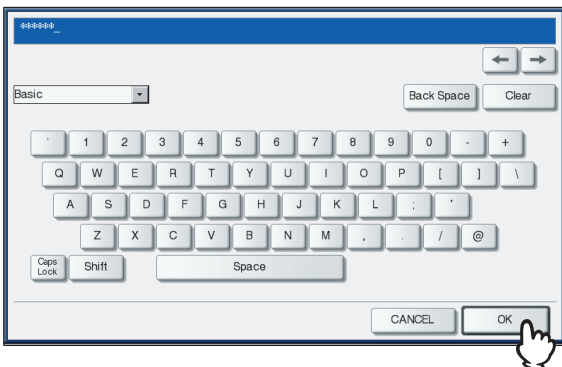 ******_
← →
Basic Back Space Clear
' 1 2 3 4 5 6 7 8 9 0 - +
Q W E R T Y U I O P [ ] \
A S D F G H J K L ; '
Z X C V B N M , . / @
Caps Lock Shift Space
CANCEL OK